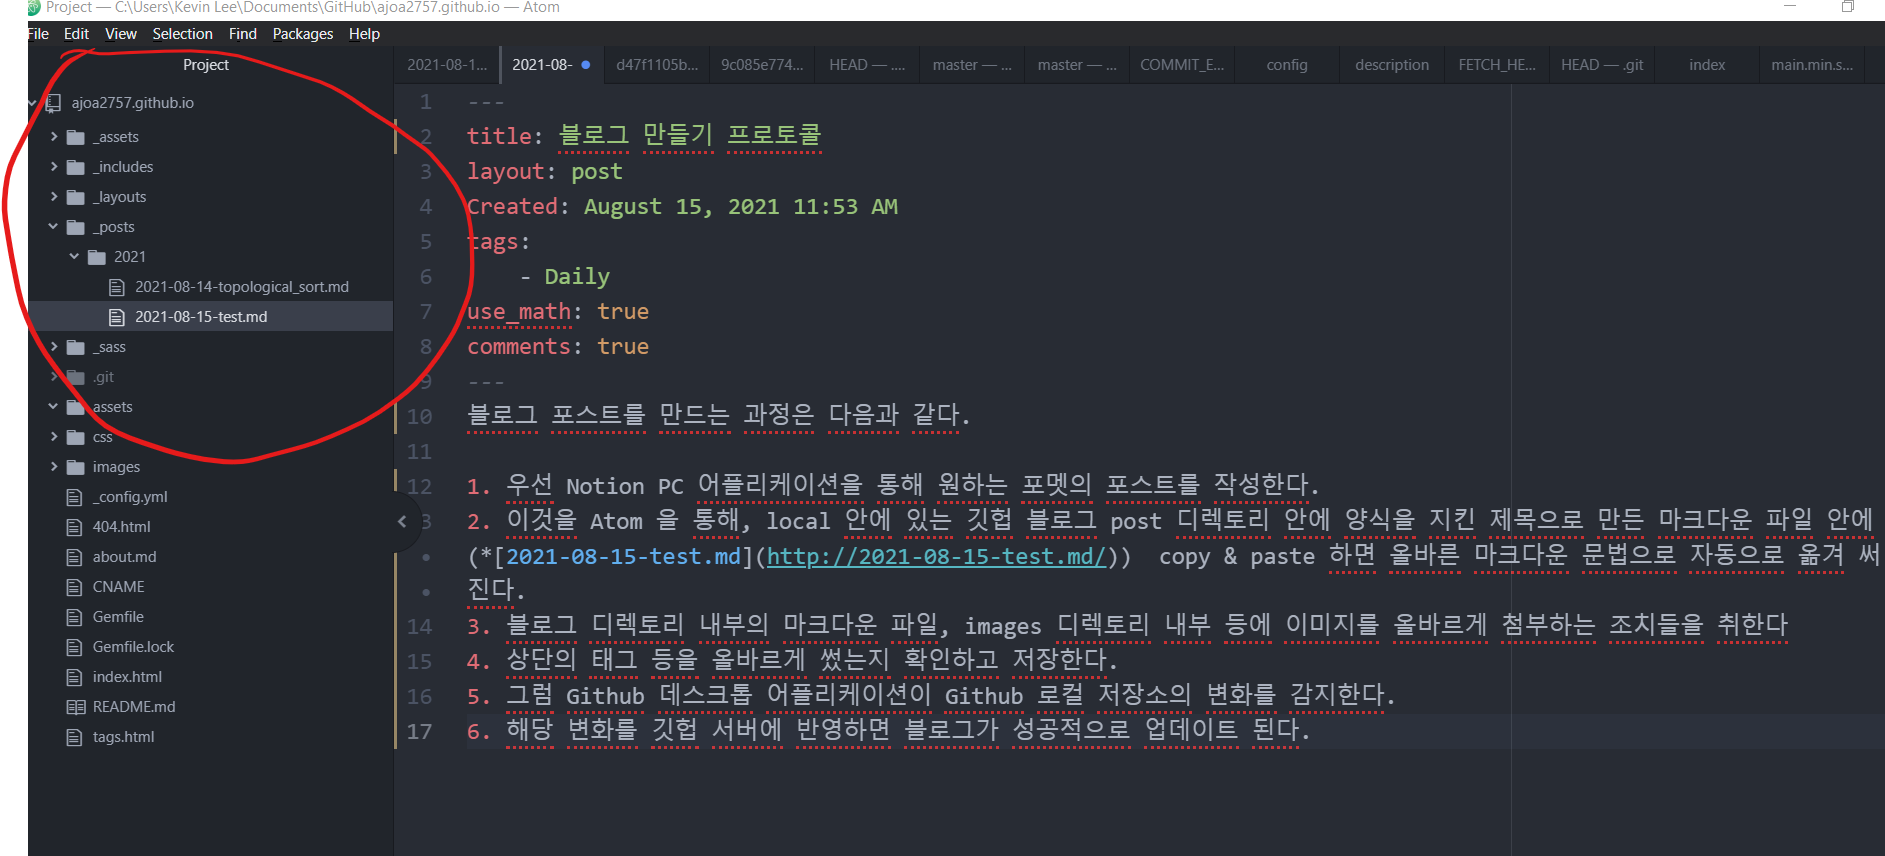 Project — C:\Users\Kevin Lee\Documents\GitHub\ajoa2757.github.io — Atom
File Edit View Selection Find Packages Help
Project
2021-08-1... 2021-08- d47f1105b... 9c085e774... HEAD — .... master — ... master — ... COMMIT_E... config description FETCH_HE... HEAD — .git index main.min.s...
ajoa2757.github.io
_assets
_includes
_layouts
_posts
2021
2021-08-14-topological_sort.md
2021-08-15-test.md
_sass
.git
assets
css
images
_config.yml
404.html
about.md
CNAME
Gemfile
Gemfile.lock
index.html
README.md
tags.html
1 ---
2 title: 블로그 만들기 프로토콜
3 layout: post
4 Created: August 15, 2021 11:53 AM
5 tags:
6 - Daily
7 use_math: true
8 comments: true
9 ---
10 블로그 포스트를 만드는 과정은 다음과 같다.
11
12 1. 우선 Notion PC 어플리케이션을 통해 원하는 포멧의 포스트를 작성한다.
3 2. 이것을 Atom 을 통해, local 안에 있는 깃헙 블로그 post 디렉토리 안에 양식을 지킨 제목으로 만든 마크다운 파일 안에
• (*[2021-08-15-test.md](http://2021-08-15-test.md/)) copy & paste 하면 올바른 마크다운 문법으로 자동으로 옮겨 써
• 진다.
14 3. 블로그 디렉토리 내부의 마크다운 파일, images 디렉토리 내부 등에 이미지를 올바르게 첨부하는 조치들을 취한다
15 4. 상단의 태그 등을 올바르게 썼는지 확인하고 저장한다.
16 5. 그럼 Github 데스크톱 어플리케이션이 Github 로컬 저장소의 변화를 감지한다.
17 6. 해당 변화를 깃헙 서버에 반영하면 블로그가 성공적으로 업데이트 된다.